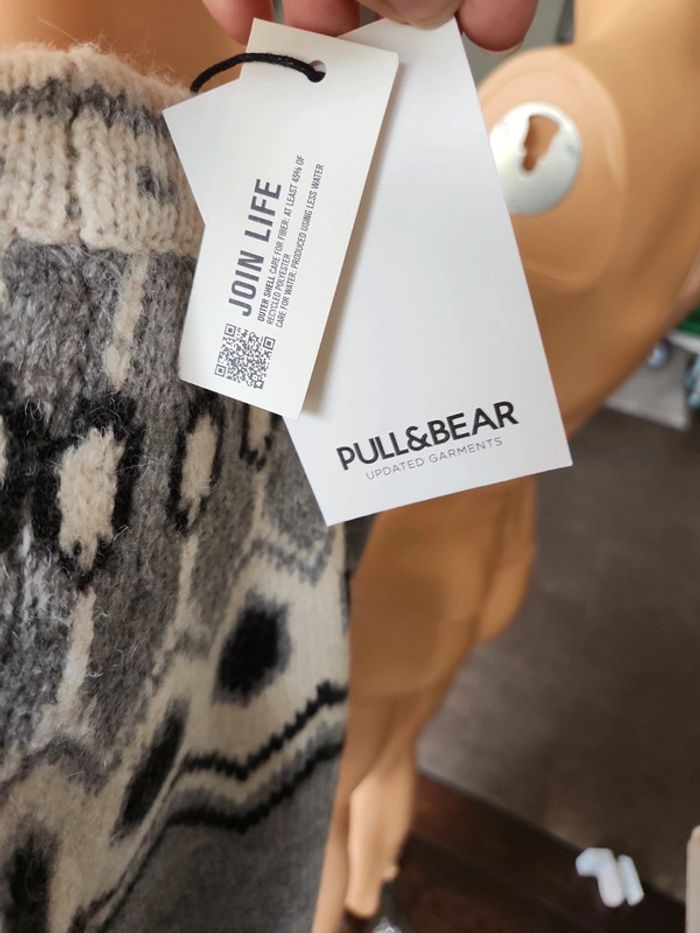 JOIN LIFE
OUTER SHELL CARE FOR FIBER: AT LEAST 45% OF
RECYCLED POLYESTER
CARE FOR WATER: PRODUCED USING LESS WATER
PULL&BEAR
UPDATED GARMENTS